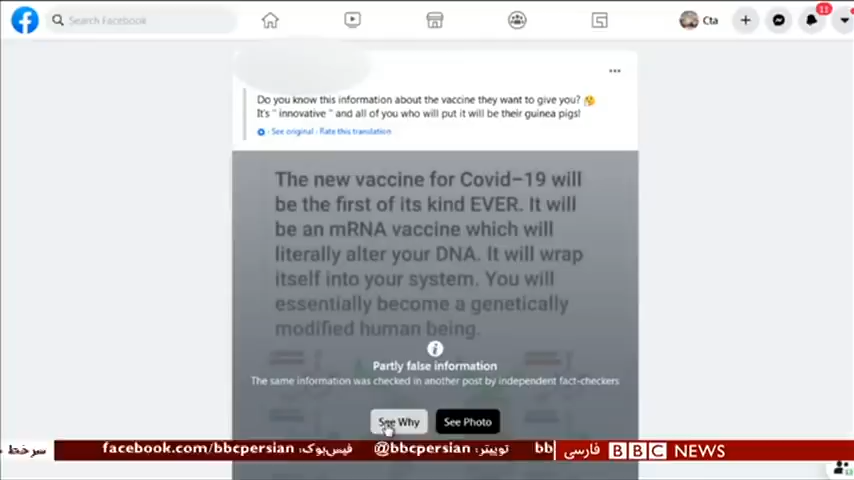 Search Facebook
Cta
11
Do you know this information about the vaccine they want to give you?
It's " innovative " and all of you who will put it will be their guinea pigs!
See original · Rate this translation
The new vaccine for Covid-19 will
be the first of its kind EVER. It will
be an mRNA vaccine which will
literally alter your DNA. It will wrap
itself into your system. You will
essentially become a genetically
modified human being.
Partly false information
The same information was checked in another post by independent fact-checkers
See Why
See Photo
سرخط
facebook.com/bbcpersian :فیس‌بوک
@bbcpersian :توییتر
bb
BBC NEWS فارسی